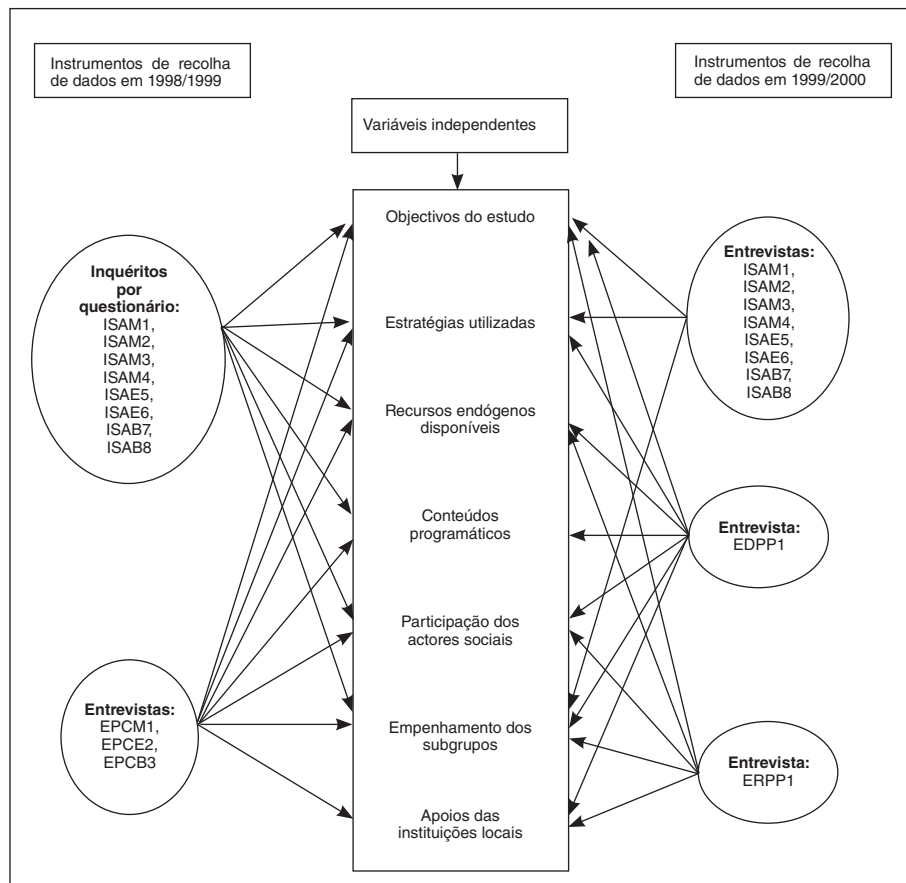 Instrumentos de recolha
de dados em 1998/1999
Instrumentos de recolha
de dados em 1999/2000
Variáveis independentes
Objectivos do estudo
Estratégias utilizadas
Recursos endógenos
disponíveis
Conteúdos
programáticos
Participação dos
actores sociais
Empenhamento dos
subgrupos
Apoios das
instituições locais
Inquéritos
por
questionário:
ISAM1,
ISAM2,
ISAM3,
ISAM4,
ISAE5,
ISAE6,
ISAB7,
ISAB8
Entrevistas:
EPCM1,
EPCE2,
EPCB3
Entrevistas:
ISAM1,
ISAM2,
ISAM3,
ISAM4,
ISAE5,
ISAE6,
ISAB7,
ISAB8
Entrevista:
EDPP1
Entrevista:
ERPP1